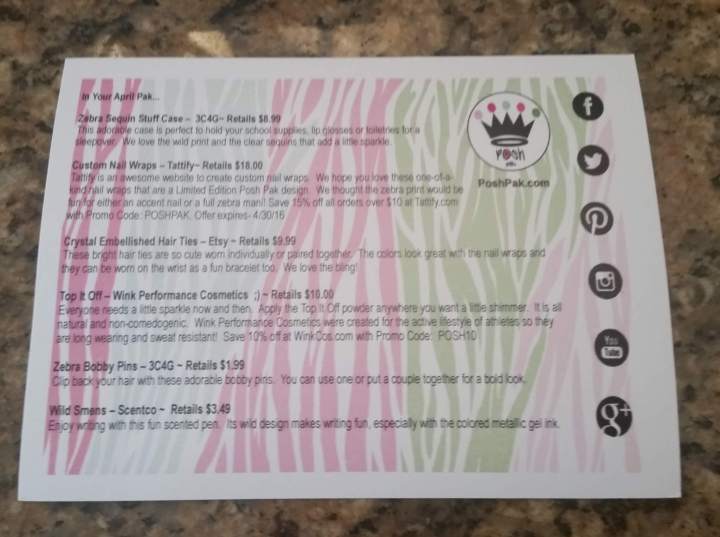 In Your April Pak...
Zebra Sequin Stuff Case – 3C4G~ Retails $8.99
This adorable case is perfect to hold your school supplies, lip glosses or toiletries for a
sleepover. We love the wild print and the clear sequins that add a little sparkle.
Custom Nail Wraps – Tattify~ Retails $18.00
Tattify is an awesome website to create custom nail wraps. We hope you love these one-of-a-
kind nail wraps that are a Limited Edition Posh Pak design. We thought the zebra print would be
fun for either an accent nail or a full zebra mani! Save 15% off all orders over $10 at Tattify.com
with Promo Code: POSHPAK. Offer expires- 4/30/16
Crystal Embellished Hair Ties – Etsy ~ Retails $9.99
These bright hair ties are so cute worn individually or paired together. The colors look great with the nail wraps and
they can be worn on the wrist as a fun bracelet too. We love the bling!
Top It Off – Wink Performance Cosmetics ;) ~ Retails $10.00
Everyone needs a little sparkle now and then. Apply the Top It Off powder anywhere you want a little shimmer. It is all
natural and non-comedogenic. Wink Performance Cosmetics were created for the active lifestyle of athletes so they
are long wearing and sweat resistant! Save 10% off at WinkCos.com with Promo Code: POSH10
Zebra Bobby Pins – 3C4G ~ Retails $1.99
Clip back your hair with these adorable bobby pins. You can use one or put a couple together for a bold look.
Wild Smens – Scentco ~ Retails $3.49
Enjoy writing with this fun scented pen. Its wild design makes writing fun, especially with the colored metallic gel ink.
posh
pak
PoshPak.com
f
You
Tube
g+